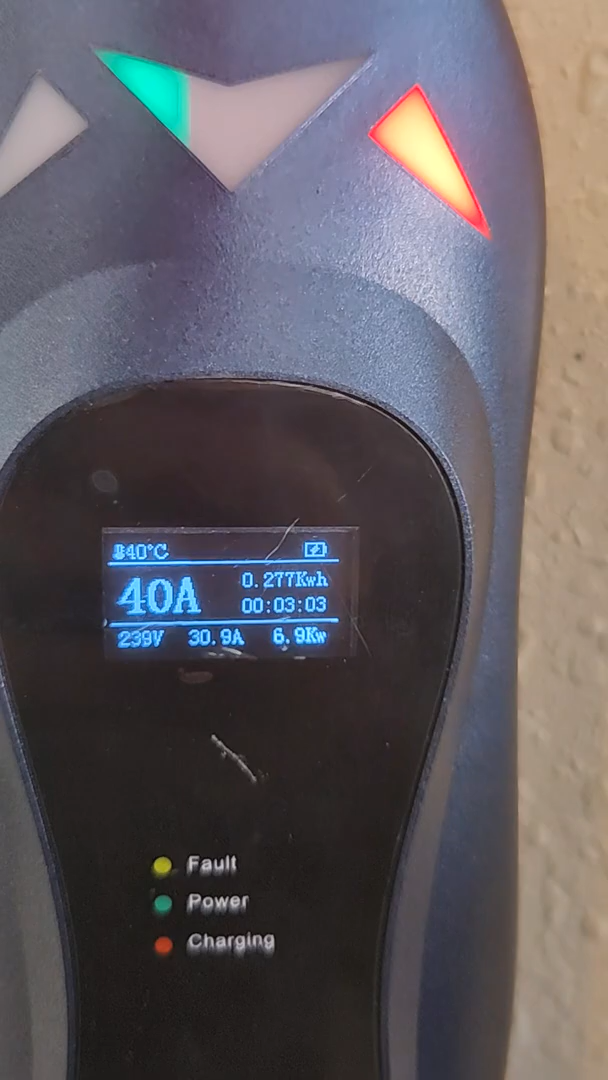 40°C
40A
0.277Kwh
00:03:03
239V 30.9A 6.9Kw
Fault
Power
Charging